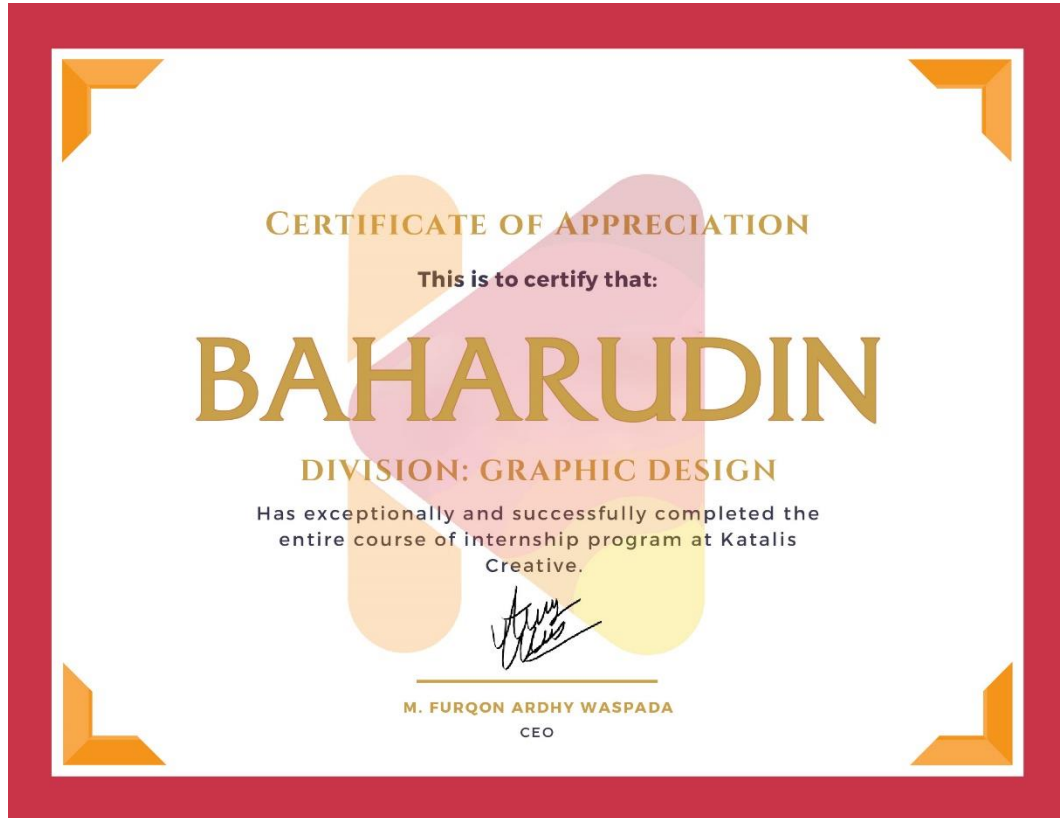 CERTIFICATE OF APPRECIATION
This is to certify that:
BAHARUDIN
DIVISION: GRAPHIC DESIGN
Has exceptionally and successfully completed the
entire course of internship program at Katalis
Creative.
M. FURQON ARDHY WASPADA
CEO